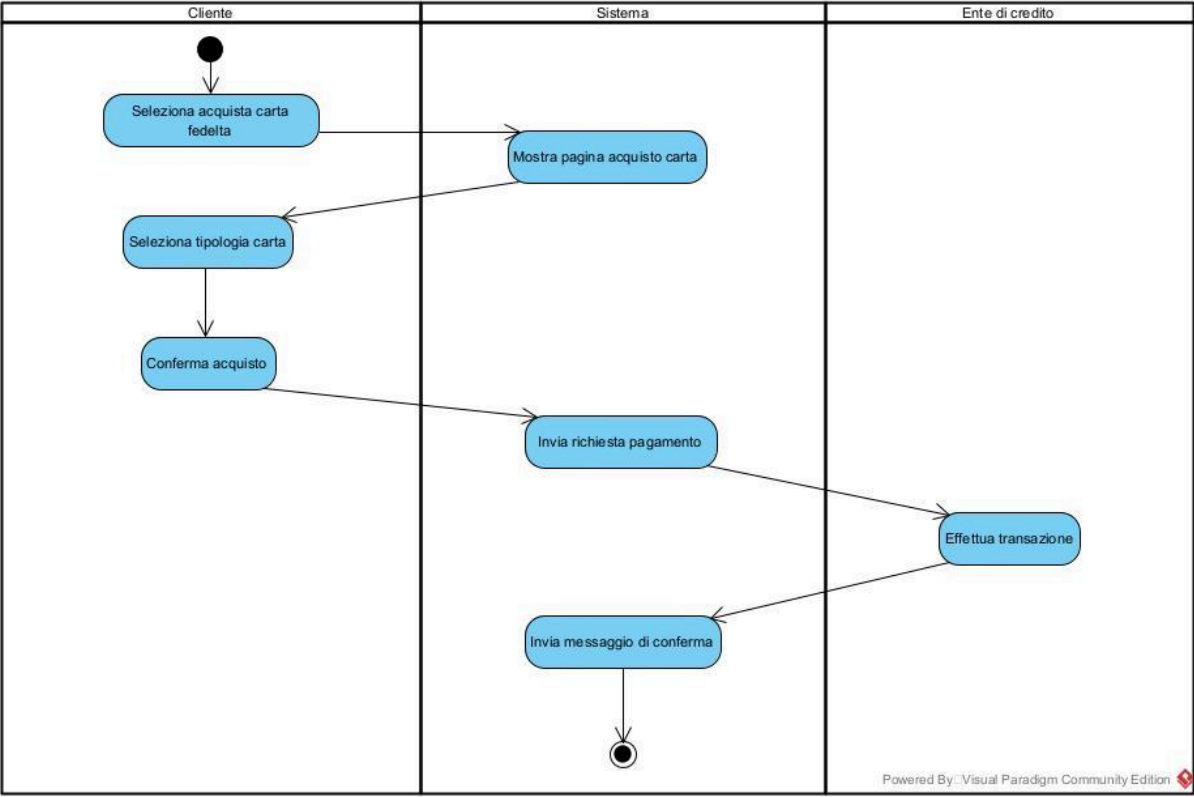 Cliente
Sistema
Ente di credito
Seleziona acquista carta
fedelta
Mostra pagina acquisto carta
Seleziona tipologia carta
Conferma acquisto
Invia richiesta pagamento
Effettua transazione
Invia messaggio di conferma
Powered By Visual Paradigm Community Edition